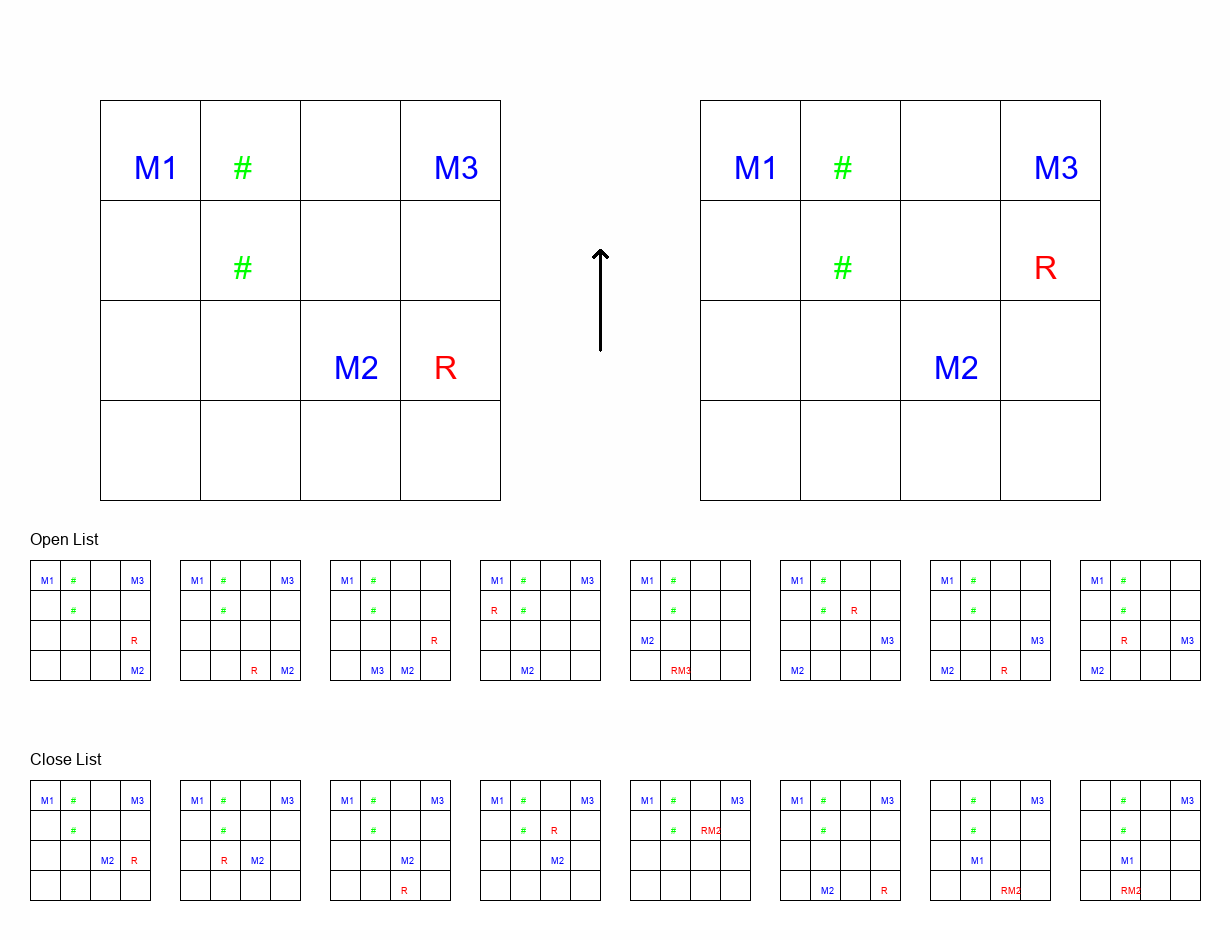 M1 # M3 M1 # M3
# # R
M2 R M2
Open List
M1 # M3 M1 # M3 M1 # M1 # M3 M1 # M1 # M1 # M1 #
# # # R # # # R # #
R R M2 M3 M3 R M3
M2 R M2 M3 M2 M2 RM3 M2 M2 R M2
Close List
M1 # M3 M1 # M3 M1 # M3 M1 # M3 M1 # M3 M1 # M3 # M3 # M3
# # # # R # RM2 # # #
M2 R R M2 M2 M2 M1 M1
R M2 R RM2 RM2